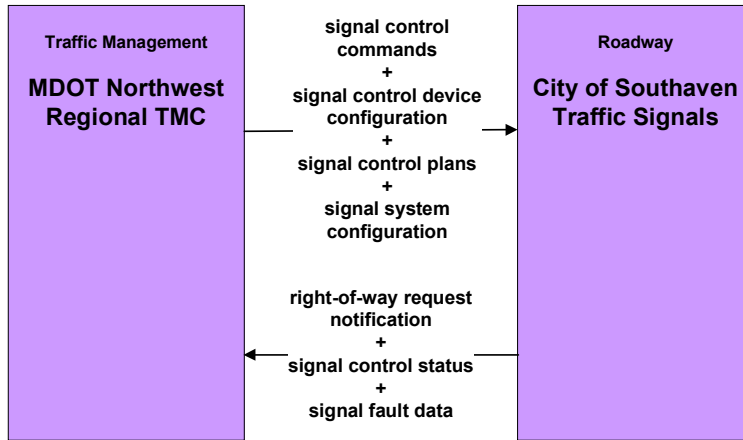 Traffic Management
MDOT Northwest
Regional TMC
signal control
commands
+
signal control device
configuration
+
signal control plans
+
signal system
configuration
right-of-way request
notification
+
signal control status
+
signal fault data
Roadway
City of Southaven
Traffic Signals